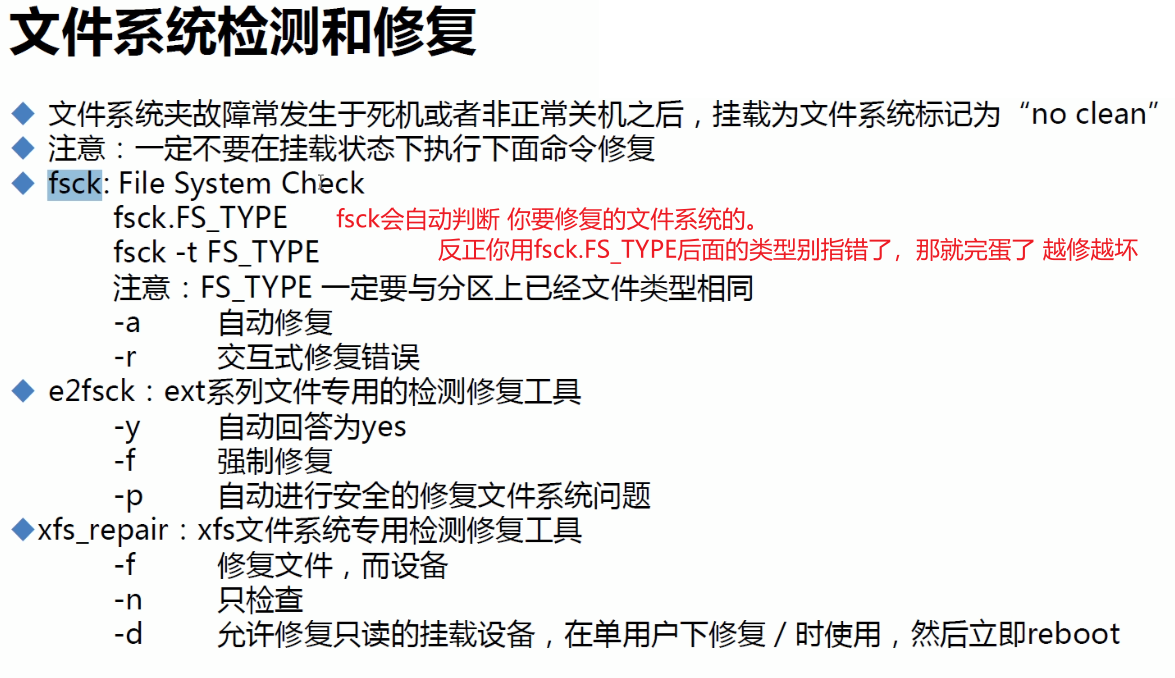 文件系统检测和修复
◆ 文件系统夹故障常发生于死机或者非正常关机之后，挂载为文件系统标记为“no clean”
◆ 注意：一定不要在挂载状态下执行下面命令修复
◆ fsck: File System Check
fsck.FS_TYPE fsck会自动判断 你要修复的文件系统的。
fsck -t FS_TYPE 反正你用fsck.FS_TYPE后面的类型别指错了，那就完蛋了 越修越坏
注意：FS_TYPE 一定要与分区上已经文件类型相同
-a 自动修复
-r 交互式修复错误
◆ e2fsck：ext系列文件专用的检测修复工具
-y 自动回答为yes
-f 强制修复
-p 自动进行安全的修复文件系统问题
◆xfs_repair：xfs文件系统专用检测修复工具
-f 修复文件，而设备
-n 只检查
-d 允许修复只读的挂载设备，在单用户下修复 / 时使用，然后立即reboot